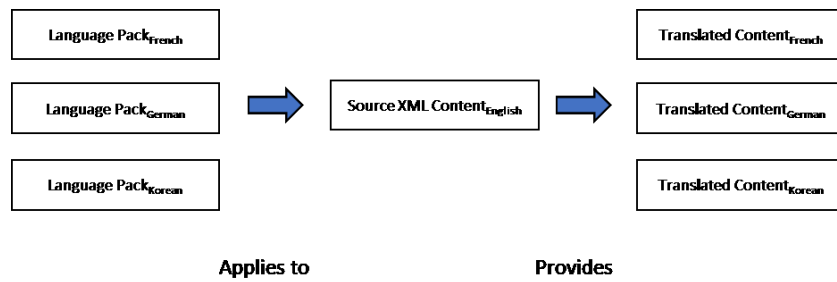 Language PackFrench
Translated ContentFrench
Language PackGerman
Source XML ContentEnglish
Translated ContentGerman
Language PackKorean
Translated ContentKorean
Applies to
Provides